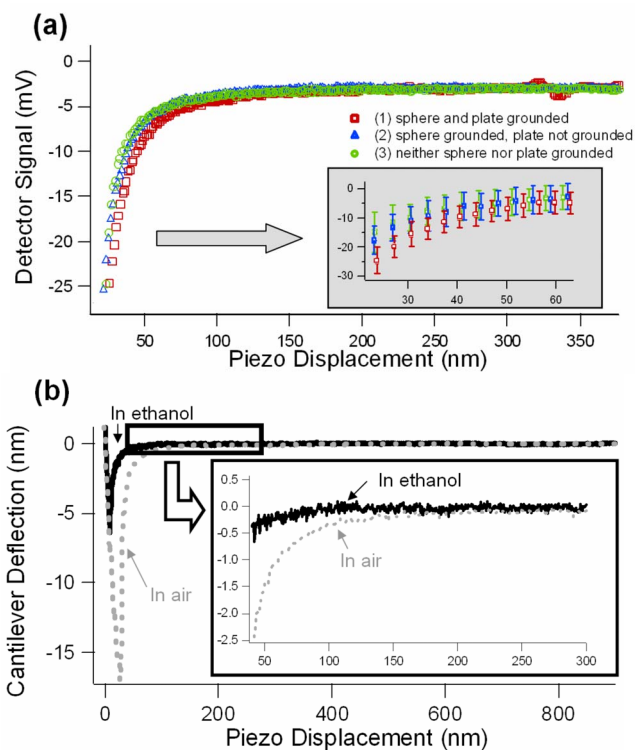 (a)
0
-5
-10
-15
-20
-25
Detector Signal (mV)
(1) sphere and plate grounded
(2) sphere grounded, plate not grounded
(3) neither sphere nor plate grounded
0
-5
-10
-20
-30
30 40 50 60
50 100 150 200 250 300 350
Piezo Displacement (nm)
(b)
In ethanol
0
-5
-10
-15
Cantilever Deflection (nm)
In air
0.5
0.0
-0.5
-1.0
-1.5
-2.0
-2.5
In ethanol
In air
50 100 150 200 250 300
0 200 400 600 800
Piezo Displacement (nm)